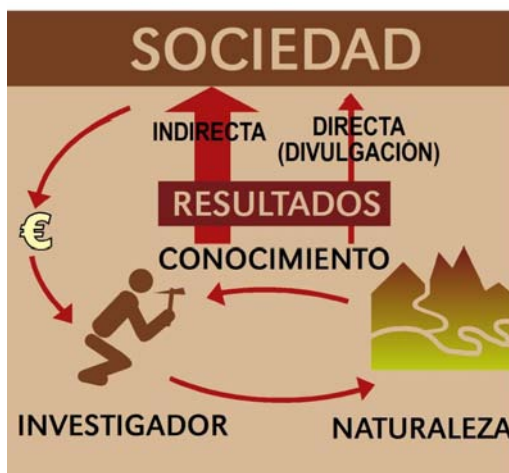 SOCIEDAD
INDIRECTA
DIRECTA
(DIVULGACIÓN)
RESULTADOS
€
CONOCIMIENTO
INVESTIGADOR
NATURALEZA